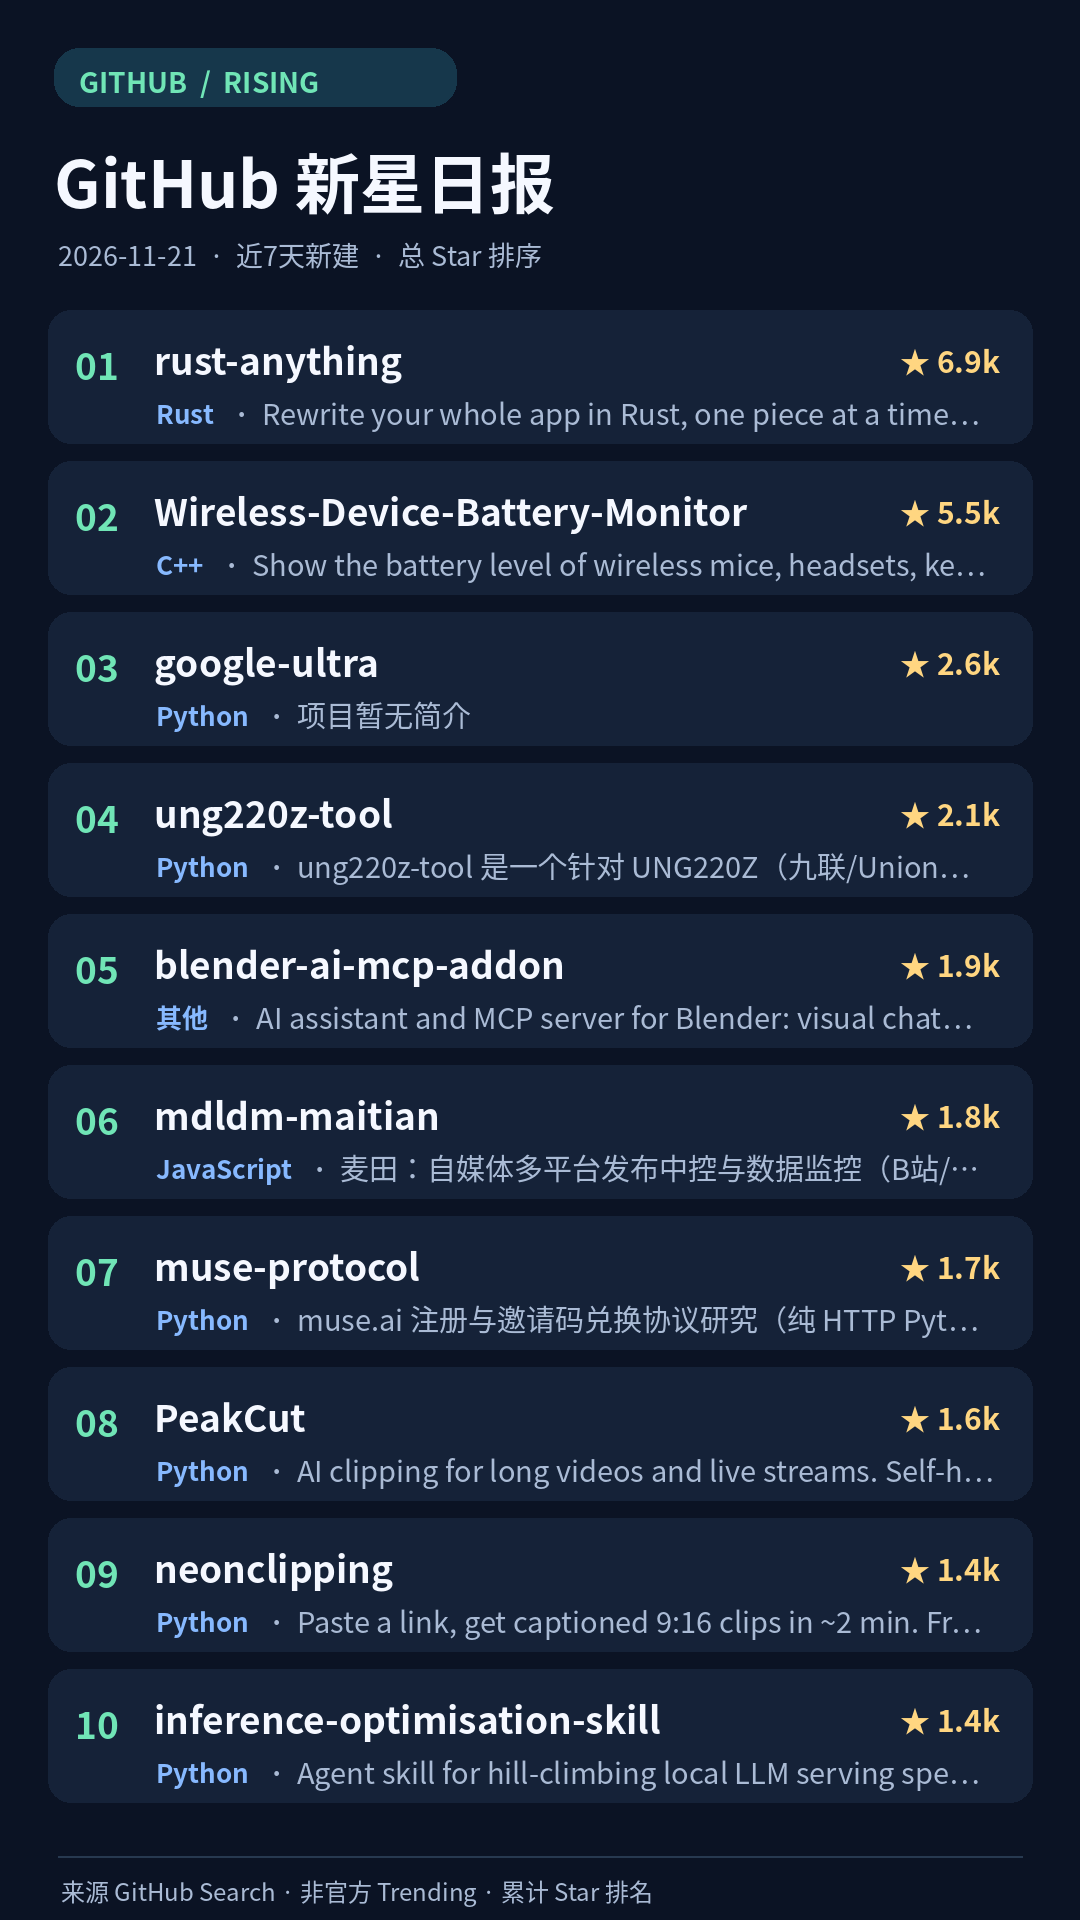 GITHUB / RISING
GitHub 新星日报
2026-11-21 · 近7天新建 · 总 Star 排序
01 rust-anything ★ 6.9k
Rust · Rewrite your whole app in Rust, one piece at a time…
02 Wireless-Device-Battery-Monitor ★ 5.5k
C++ · Show the battery level of wireless mice, headsets, ke…
03 google-ultra ★ 2.6k
Python · 项目暂无简介
04 ung220z-tool ★ 2.1k
Python · ung220z-tool 是一个针对 UNG220Z（九联/Union…
05 blender-ai-mcp-addon ★ 1.9k
其他 · AI assistant and MCP server for Blender: visual chat…
06 mdldm-maitian ★ 1.8k
JavaScript · 麦田：自媒体多平台发布中控与数据监控（B站/…
07 muse-protocol ★ 1.7k
Python · muse.ai 注册与邀请码兑换协议研究（纯 HTTP Pyt…
08 PeakCut ★ 1.6k
Python · AI clipping for long videos and live streams. Self-h…
09 neonclipping ★ 1.4k
Python · Paste a link, get captioned 9:16 clips in ~2 min. Fr…
10 inference-optimisation-skill ★ 1.4k
Python · Agent skill for hill-climbing local LLM serving spe…
来源 GitHub Search · 非官方 Trending · 累计 Star 排名